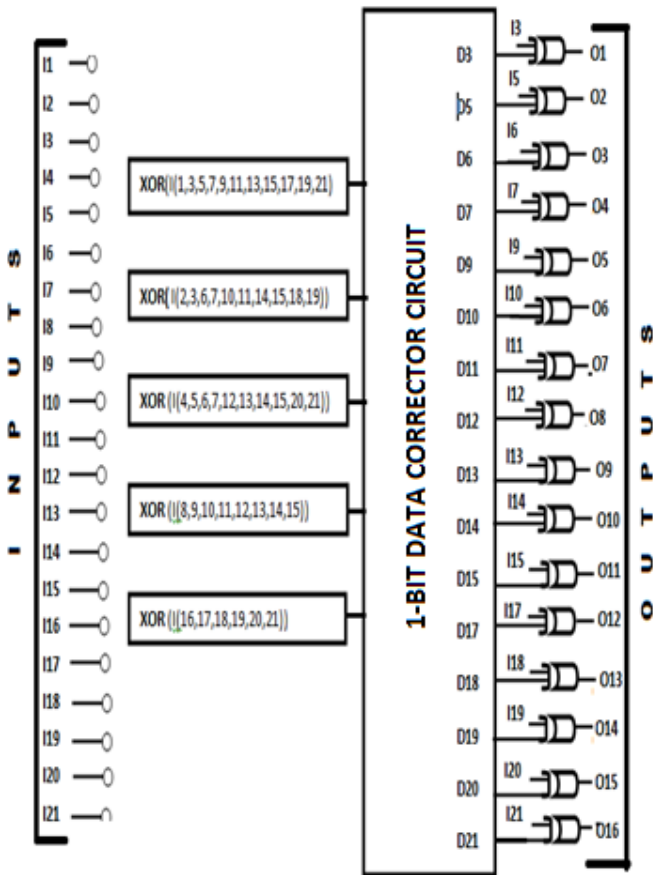 INPUTS
I1
I2
I3
I4
I5
I6
I7
I8
I9
I10
I11
I12
I13
I14
I15
I16
I17
I18
I19
I20
I21
XOR(I(1,3,5,7,9,11,13,15,17,19,21)
XOR( I(2,3,6,7,10,11,14,15,18,19))
XOR (I(4,5,6,7,12,13,14,15,20,21))
XOR (I(8,9,10,11,12,13,14,15))
XOR (I(16,17,18,19,20,21))
1-BIT DATA CORRECTOR CIRCUIT
D3 I3 O1
D5 I5 O2
D6 I6 O3
D7 I7 O4
D9 I9 O5
D10 I10 O6
D11 I11 O7
D12 I12 O8
D13 I13 O9
D14 I14 O10
D15 I15 O11
D17 I17 O12
D18 I18 O13
D19 I19 O14
D20 I20 O15
D21 I21 O16
OUTPUTS